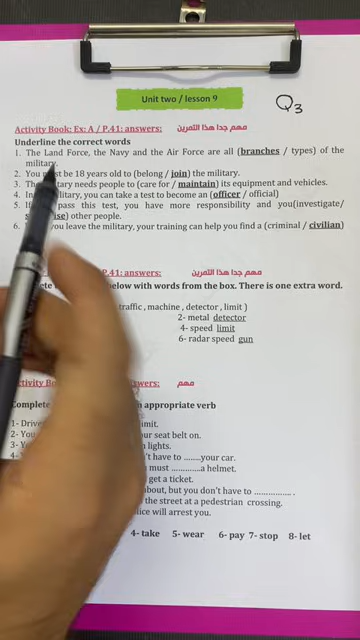 Unit two / lesson 9
Q3
Activity Book: Ex: A / P.41: answers: مهم جدا هذا التمرين
Underline the correct words
1. The Land Force, the Navy and the Air Force are all (branches / types) of the
military.
2. You must be 18 years old to (belong / join) the military.
3. The military needs people to (care for / maintain) its equipment and vehicles.
4. In military, you can take a test to become an (officer / official)
5. pass this test, you have more responsibility and you(investigate/
other people.
6. you leave the military, your training can help you find a (criminal / civilian)
P.41: answers: مهم جدا هذا التمرين
below with words from the box. There is one extra word.
traffic , machine , detector , limit )
2- metal detector
4- speed limit
6- radar speed gun
Activity Book answers: مهم
Complete appropriate verb
1- Drive limit.
2- You our seat belt on.
3- lights.
't have to ........your car.
must .............a helmet.
get a ticket.
about, but you don't have to ............... .
the street at a pedestrian crossing.
will arrest you.
4- take 5- wear 6- pay 7- stop 8- let